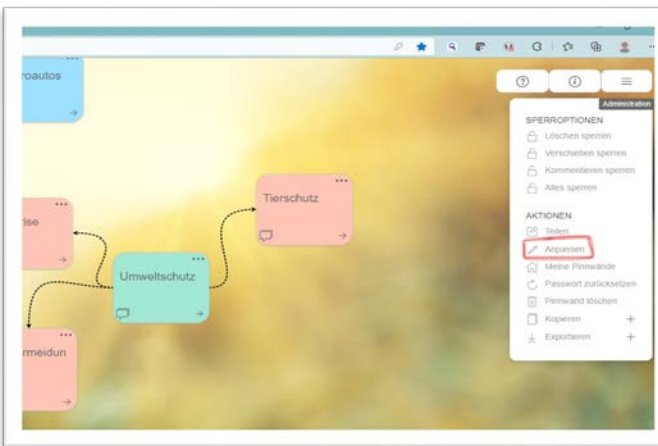 roautos
Administration
SPERROPTIONEN
Löschen sperren
Verschieben sperren
Kommentieren sperren
Alles sperren
Tierschutz
ise
AKTIONEN
Teilen
Anpassen
Meine Pinnwände
Umweltschutz
Passwort zurücksetzen
Pinnwand löschen
Kopieren +
Exportieren +
rmeidun